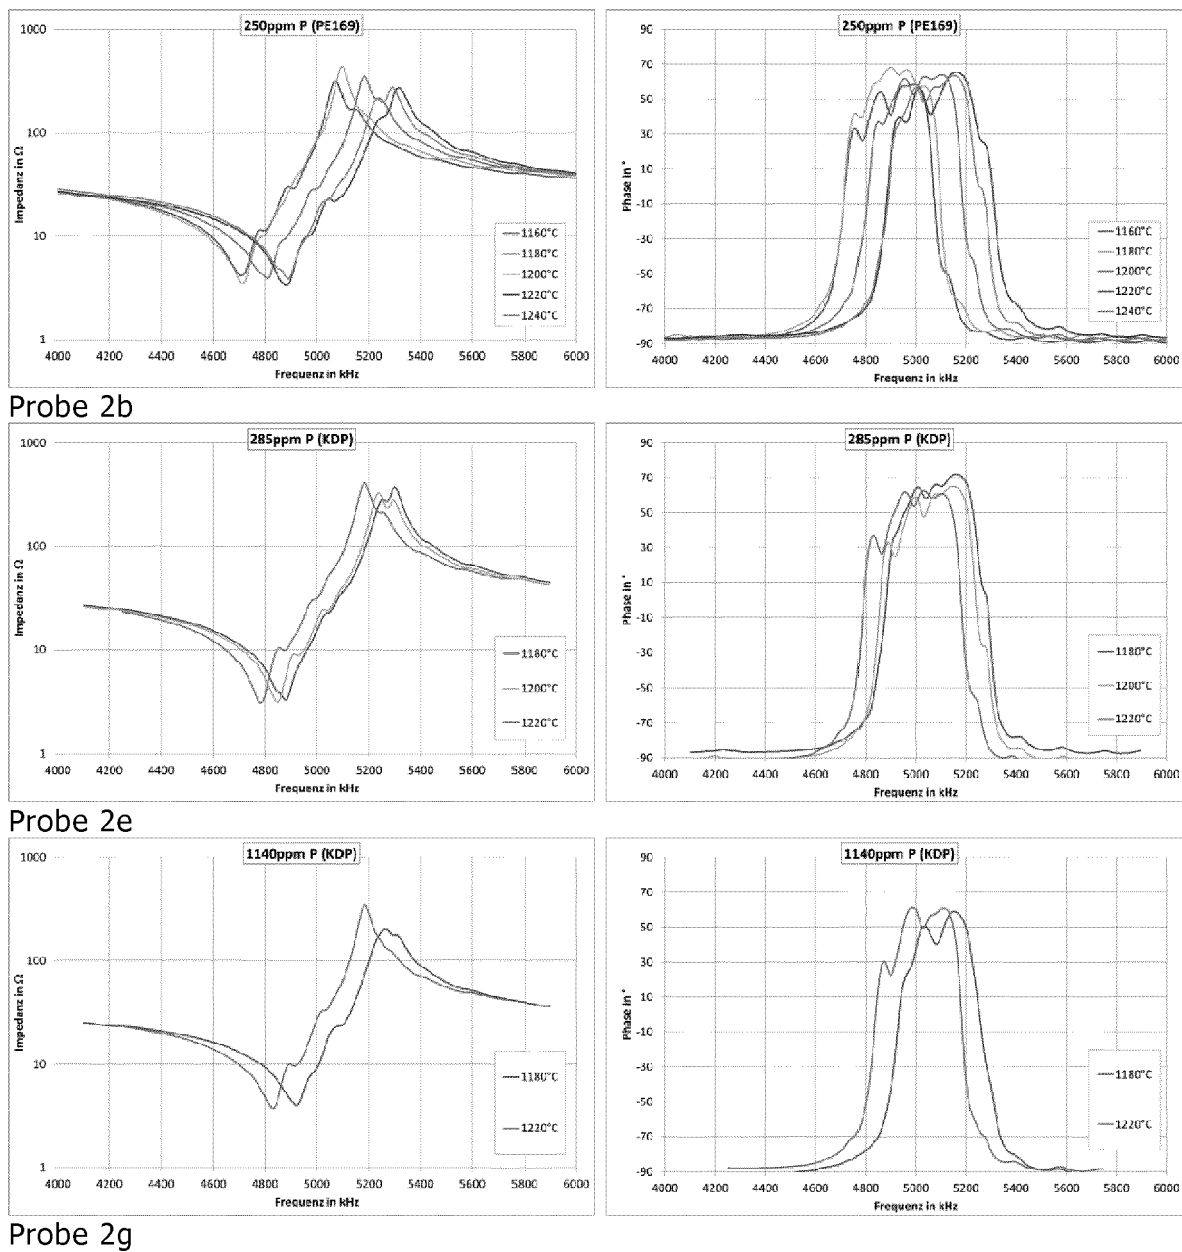 250ppm P (PE169)
1000
100
10
1
Impedanz in Ω
4000 4200 4400 4600 4800 5000 5200 5400 5600 5800 6000
Frequenz in kHz
1160°C
1180°C
1200°C
1220°C
1240°C
250ppm P (PE169)
90
70
50
30
10
-10
-30
-50
-70
-90
Phase in °
4000 4200 4400 4600 4800 5000 5200 5400 5600 5800 6000
Frequenz in kHz
1160°C
1180°C
1200°C
1220°C
1240°C
Probe 2b
285ppm P (KDP)
1000
100
10
1
Impedanz in Ω
4000 4200 4400 4600 4800 5000 5200 5400 5600 5800 6000
Frequenz in kHz
1180°C
1200°C
1220°C
285ppm P (KDP)
90
70
50
30
10
-10
-30
-50
-70
-90
Phase in °
4000 4200 4400 4600 4800 5000 5200 5400 5600 5800 6000
Frequenz in kHz
1180°C
1200°C
1220°C
Probe 2e
1140ppm P (KDP)
1000
100
10
1
Impedanz in Ω
4000 4200 4400 4600 4800 5000 5200 5400 5600 5800 6000
Frequenz in kHz
1180°C
1220°C
1140ppm P (KDP)
90
70
50
30
10
-10
-30
-50
-70
-90
Phase in °
4000 4200 4400 4600 4800 5000 5200 5400 5600 5800 6000
Frequenz in kHz
1180°C
1220°C
Probe 2g